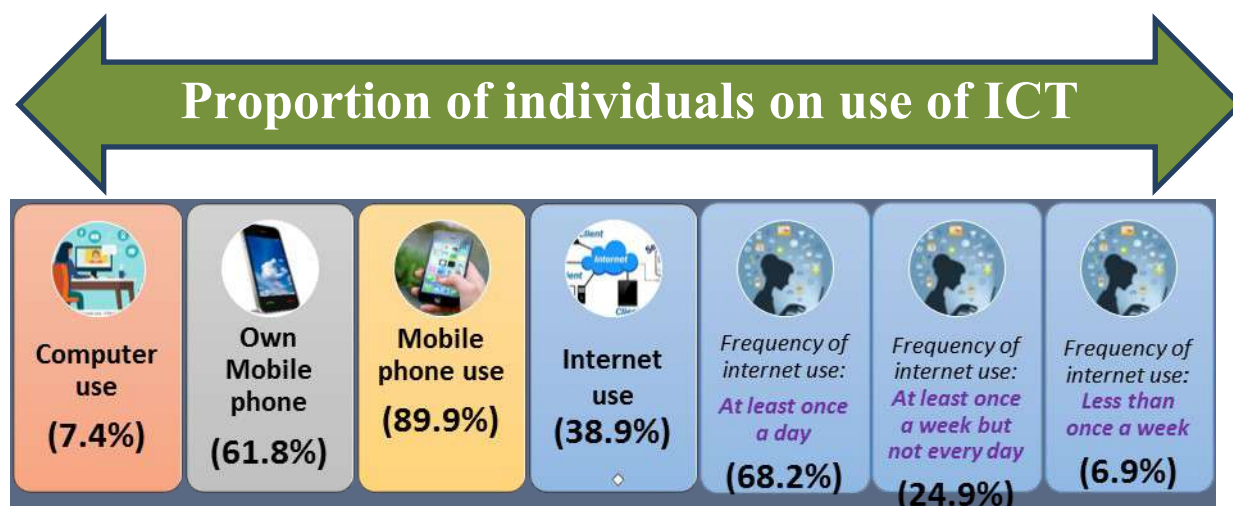 Proportion of individuals on use of ICT
Computer
use
(7.4%)
Own
Mobile
phone
(61.8%)
Mobile
phone use
(89.9%)
Internet
Internet
use
(38.9%)
Frequency of
internet use:
At least once
a day
(68.2%)
Frequency of
internet use:
At least once
a week but
not every day
(24.9%)
Frequency of
internet use:
Less than
once a week
(6.9%)